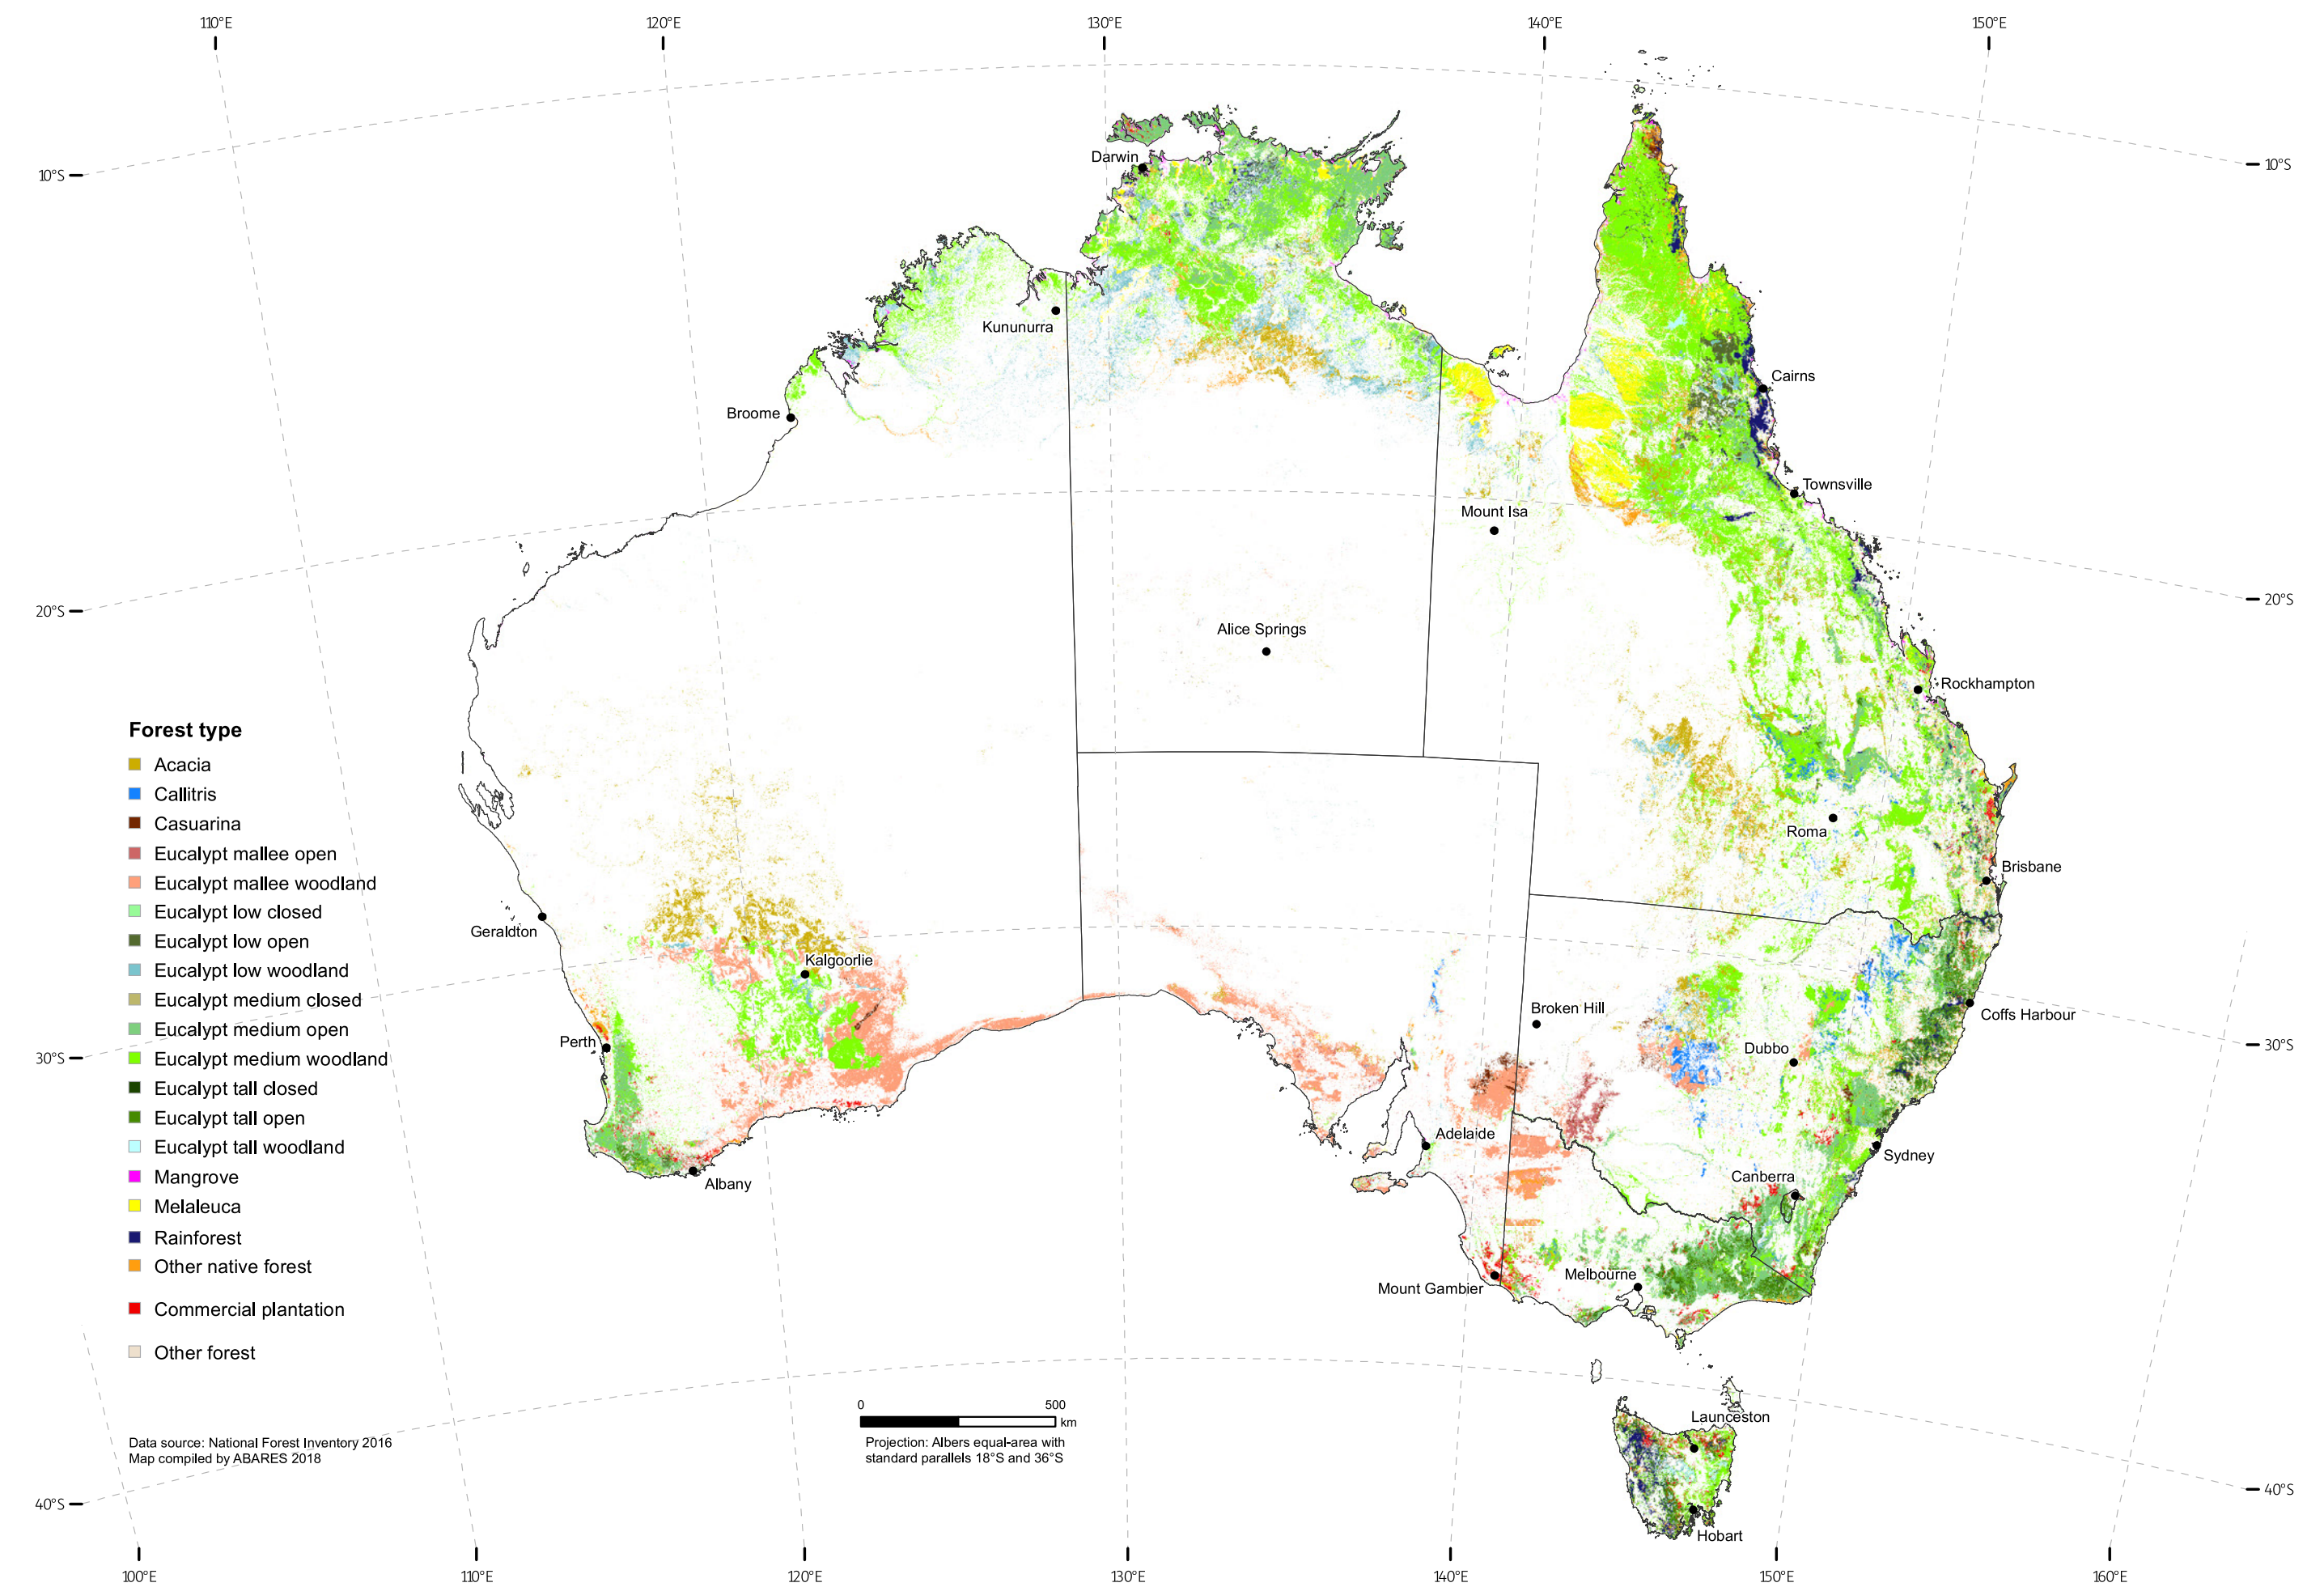 110°E
120°E
130°E
140°E
150°E
10°S
10°S
Darwin
Kununurra
Cairns
Broome
Townsville
Mount Isa
20°S
20°S
Alice Springs
Rockhampton
Forest type
Acacia
Callitris
Casuarina
Eucalypt mallee open
Eucalypt mallee woodland
Eucalypt low closed
Eucalypt low open
Eucalypt low woodland
Eucalypt medium closed
Eucalypt medium open
Eucalypt medium woodland
Eucalypt tall closed
Eucalypt tall open
Eucalypt tall woodland
Mangrove
Melaleuca
Rainforest
Other native forest
Commercial plantation
Other forest
Roma
Brisbane
Geraldton
Kalgoorlie
Broken Hill
Coffs Harbour
Perth
Dubbo
30°S
30°S
Adelaide
Sydney
Albany
Canberra
Melbourne
Mount Gambier
Launceston
Hobart
0
500
km
Projection: Albers equal-area with
standard parallels 18°S and 36°S
Data source: National Forest Inventory 2016
Map compiled by ABARES 2018
40°S
40°S
100°E
110°E
120°E
130°E
140°E
150°E
160°E